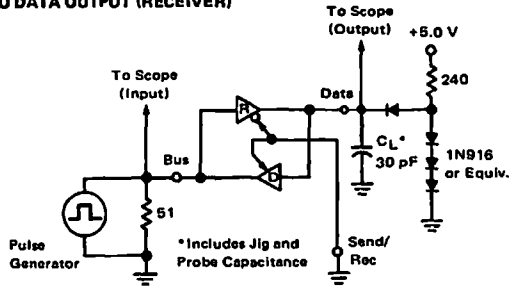 DATA OUTPUT (RECEIVER)
To Scope
(Output)
+5.0 V
240
To Scope
(Input)
Data
R
CL*
30 pF
1N916
or Equiv.
Bus
D
51
Pulse
Generator
*Includes Jig and
Probe Capacitance
Send/
Rec